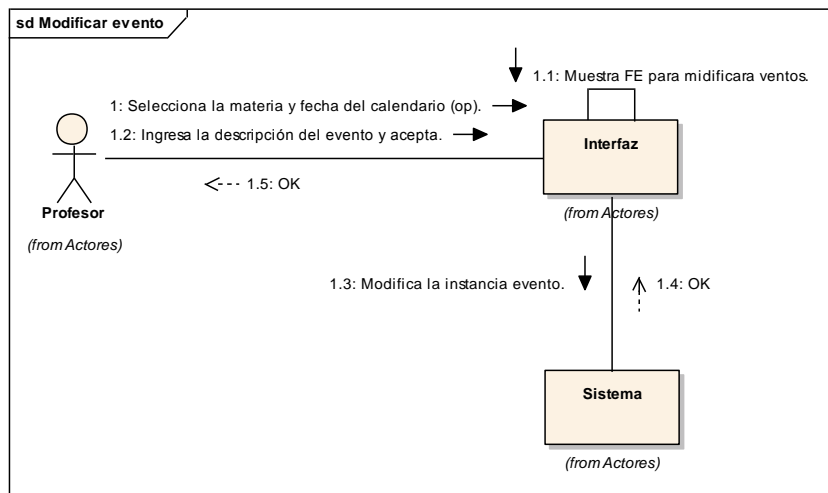 sd Modificar evento
1.1: Muestra FE para midificara ventos.
1: Selecciona la materia y fecha del calendario (op).
1.2: Ingresa la descripción del evento y acepta.
Interfaz
1.5: OK
Profesor
(from Actores)
(from Actores)
1.3: Modifica la instancia evento.
1.4: OK
Sistema
(from Actores)